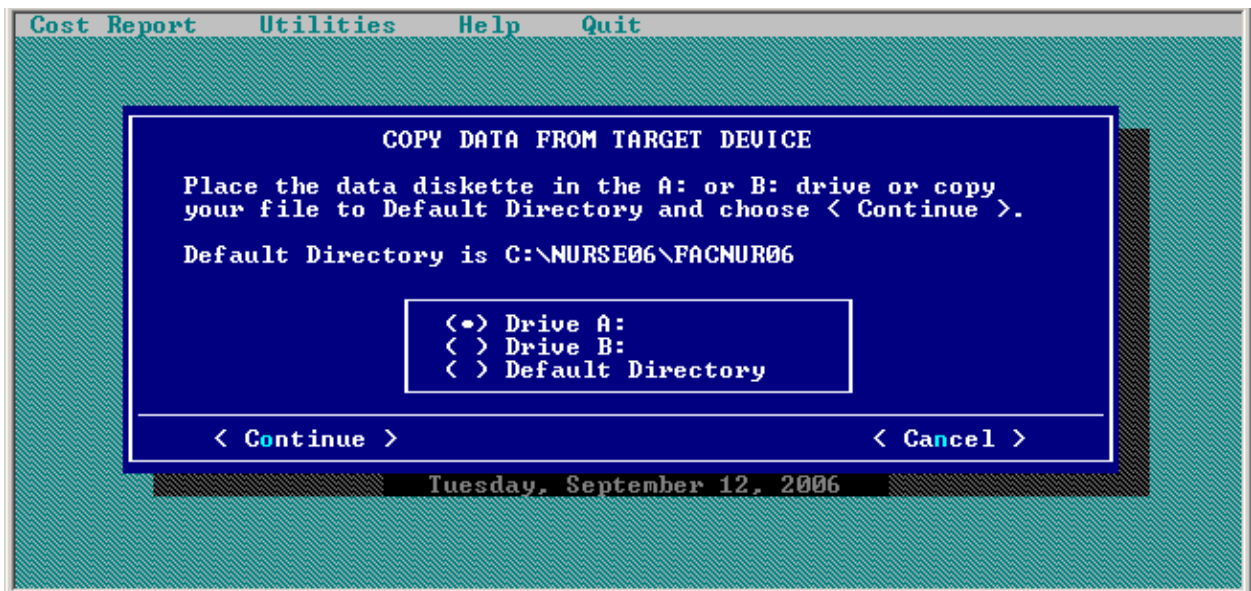 Cost Report Utilities Help Quit
COPY DATA FROM TARGET DEVICE
Place the data diskette in the A: or B: drive or copy
your file to Default Directory and choose < Continue >.
Default Directory is C:\NURSE06\FACNUR06
(•) Drive A:
( ) Drive B:
( ) Default Directory
< Continue > < Cancel >
Tuesday, September 12, 2006